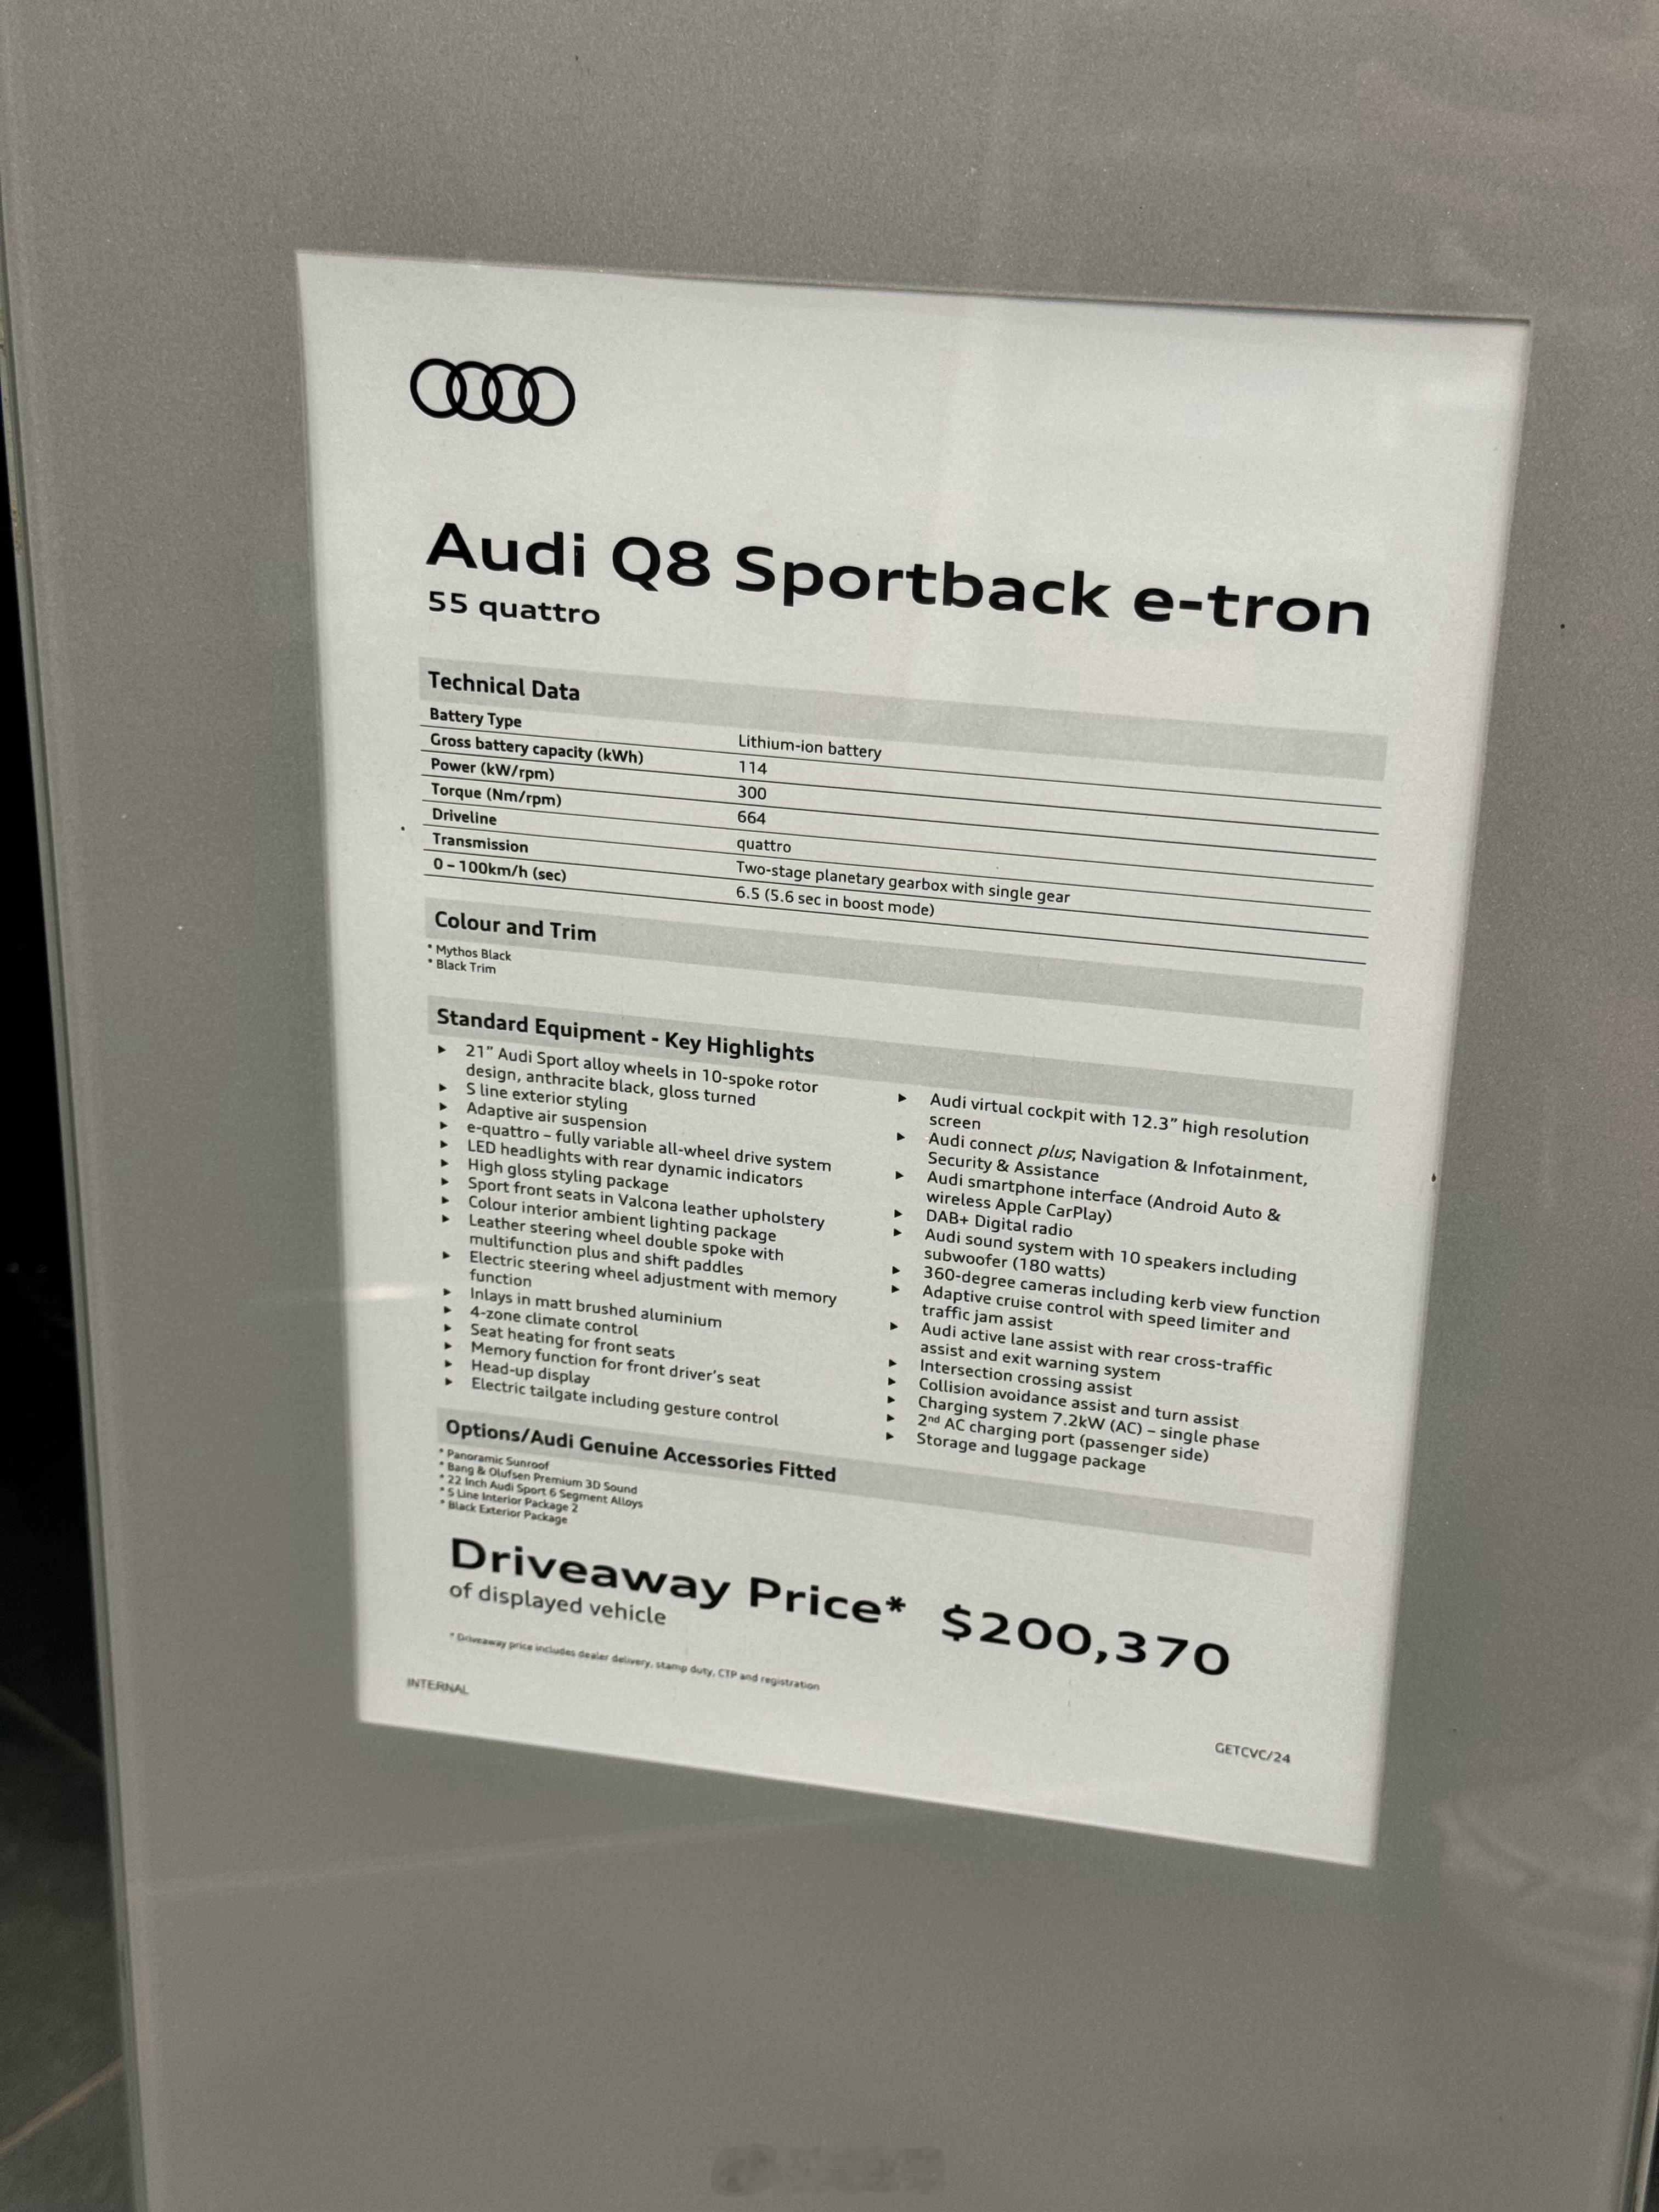 Audi Q8 Sportback e-tron
55 quattro
Technical Data
Battery Type Lithium-ion battery
Gross battery capacity (kWh) 114
Power (kW/rpm) 300
Torque (Nm/rpm) 664
Driveline quattro
Transmission Two-stage planetary gearbox with single gear
0 – 100km/h (sec) 6.5 (5.6 sec in boost mode)
Colour and Trim
* Mythos Black
* Black Trim
Standard Equipment - Key Highlights
► 21” Audi Sport alloy wheels in 10-spoke rotor
design, anthracite black, gloss turned
► S line exterior styling
► Adaptive air suspension
► e-quattro – fully variable all-wheel drive system
► LED headlights with rear dynamic indicators
► High gloss styling package
► Sport front seats in Valcona leather upholstery
► Colour interior ambient lighting package
► Leather steering wheel double spoke with
multifunction plus and shift paddles
► Electric steering wheel adjustment with memory
function
► Inlays in matt brushed aluminium
► 4-zone climate control
► Seat heating for front seats
► Memory function for front driver’s seat
► Head-up display
► Electric tailgate including gesture control
► Audi virtual cockpit with 12.3” high resolution
screen
► Audi connect plus; Navigation & Infotainment,
Security & Assistance
► Audi smartphone interface (Android Auto &
wireless Apple CarPlay)
► DAB+ Digital radio
► Audi sound system with 10 speakers including
subwoofer (180 watts)
► 360-degree cameras including kerb view function
► Adaptive cruise control with speed limiter and
traffic jam assist
► Audi active lane assist with rear cross-traffic
assist and exit warning system
► Intersection crossing assist
► Collision avoidance assist and turn assist
► Charging system 7.2kW (AC) – single phase
► 2nd AC charging port (passenger side)
► Storage and luggage package
Options/Audi Genuine Accessories Fitted
* Panoramic Sunroof
* Bang & Olufsen Premium 3D Sound
* 22 Inch Audi Sport 6 Segment Alloys
* S Line Interior Package 2
* Black Exterior Package
Driveaway Price* $200,370
of displayed vehicle
* Driveaway price includes dealer delivery, stamp duty, CTP and registration
INTERNAL
GETCVC/24